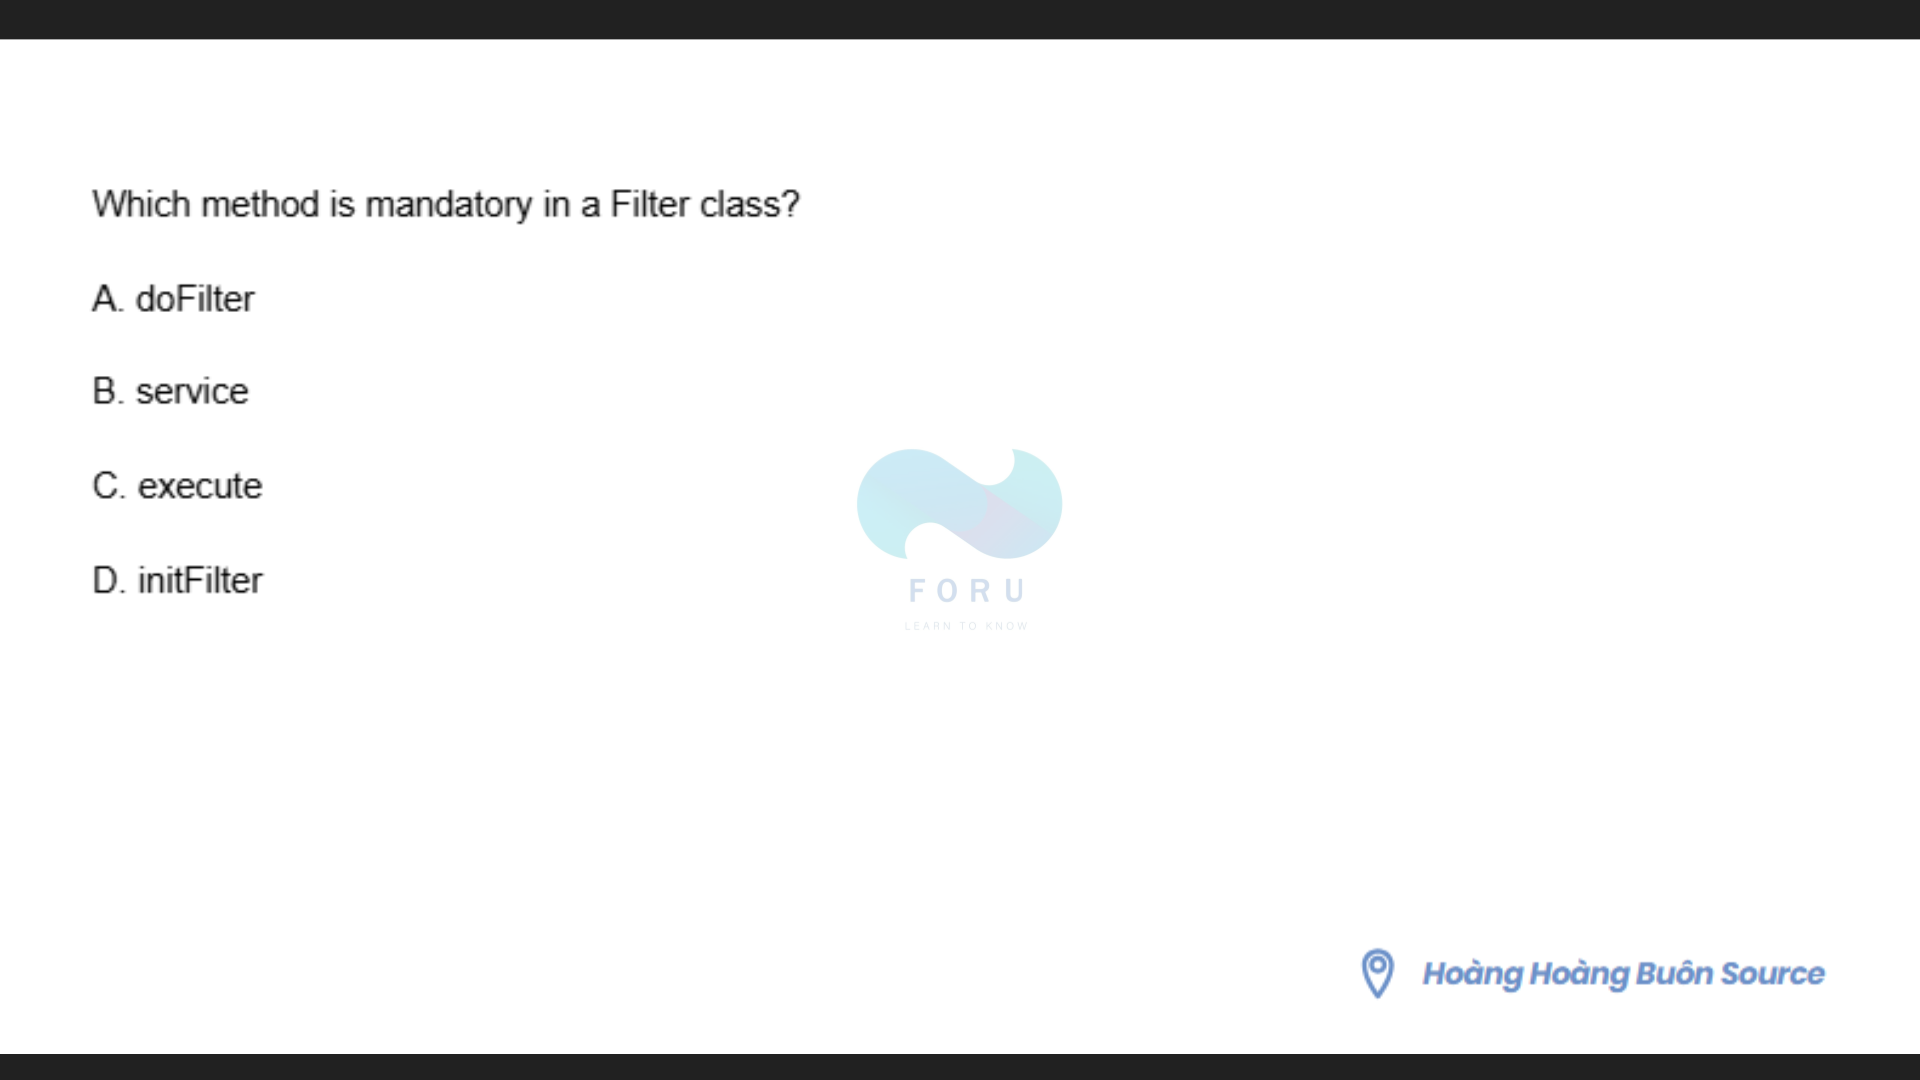 Which method is mandatory in a Filter class?
A. doFilter
B. service
C. execute
D. initFilter
FORU
LEARN TO KNOW
Hoàng Hoàng Buôn Source